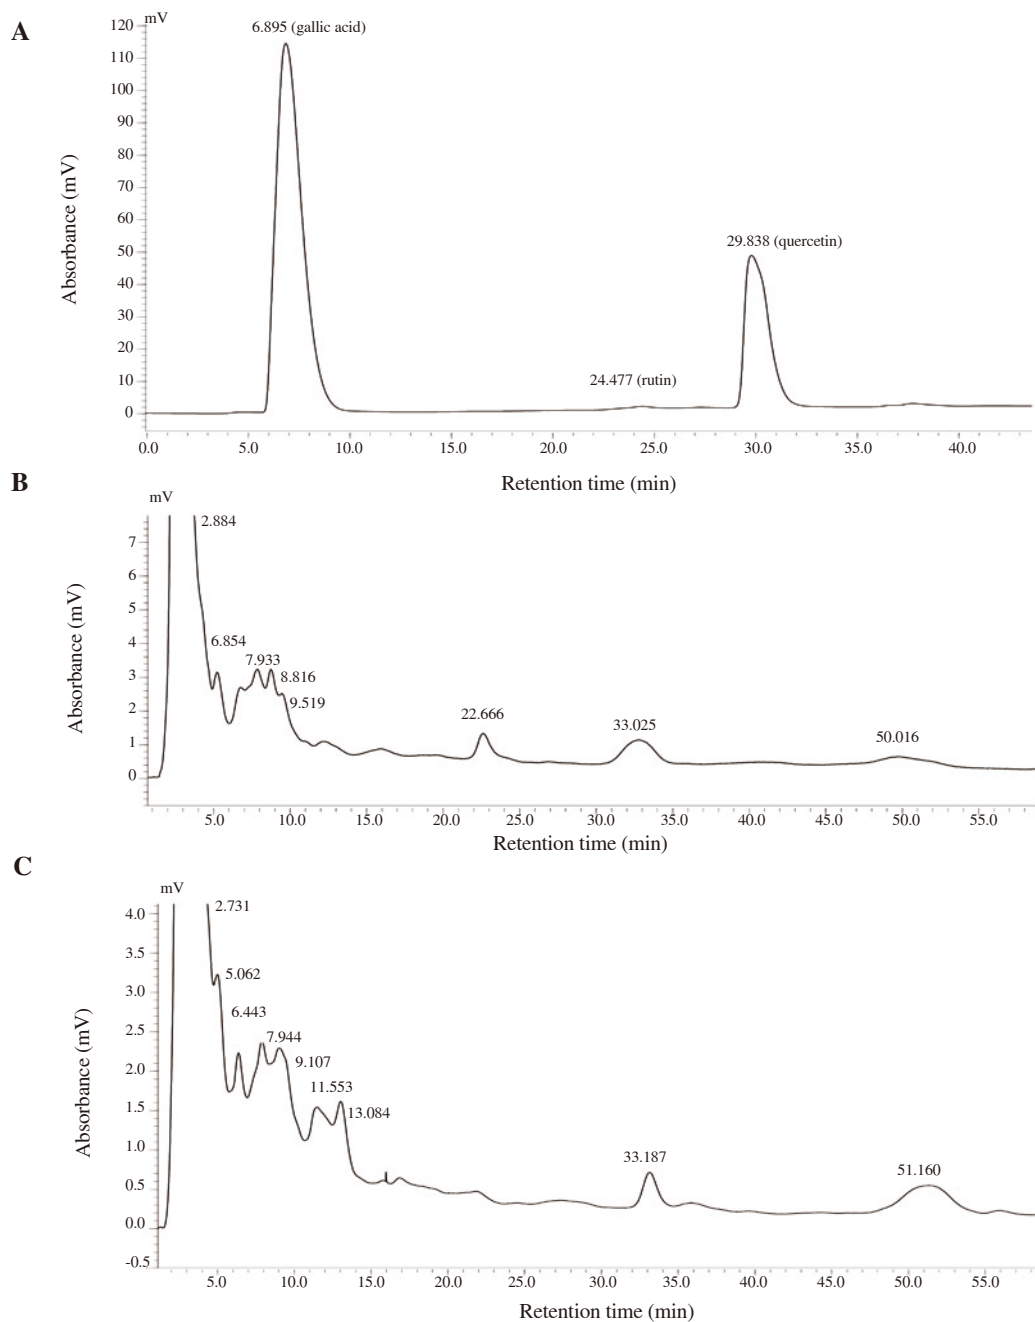 A
mV
6.895 (gallic acid)
120
110
100
90
80
70
60
50
40
30
20
10
0
Absorbance (mV)
29.838 (quercetin)
24.477 (rutin)
0.0 5.0 10.0 15.0 20.0 25.0 30.0 35.0 40.0
Retention time (min)
B
mV
2.884
7
6
5
4
3
2
1
0
Absorbance (mV)
6.854
7.933
8.816
9.519
22.666
33.025
50.016
5.0 10.0 15.0 20.0 25.0 30.0 35.0 40.0 45.0 50.0 55.0
Retention time (min)
C
mV
2.731
4.0
3.5
3.0
2.5
2.0
1.5
1.0
0.5
0.0
-0.5
Absorbance (mV)
5.062
6.443
7.944
9.107
11.553
13.084
33.187
51.160
5.0 10.0 15.0 20.0 25.0 30.0 35.0 40.0 45.0 50.0 55.0
Retention time (min)